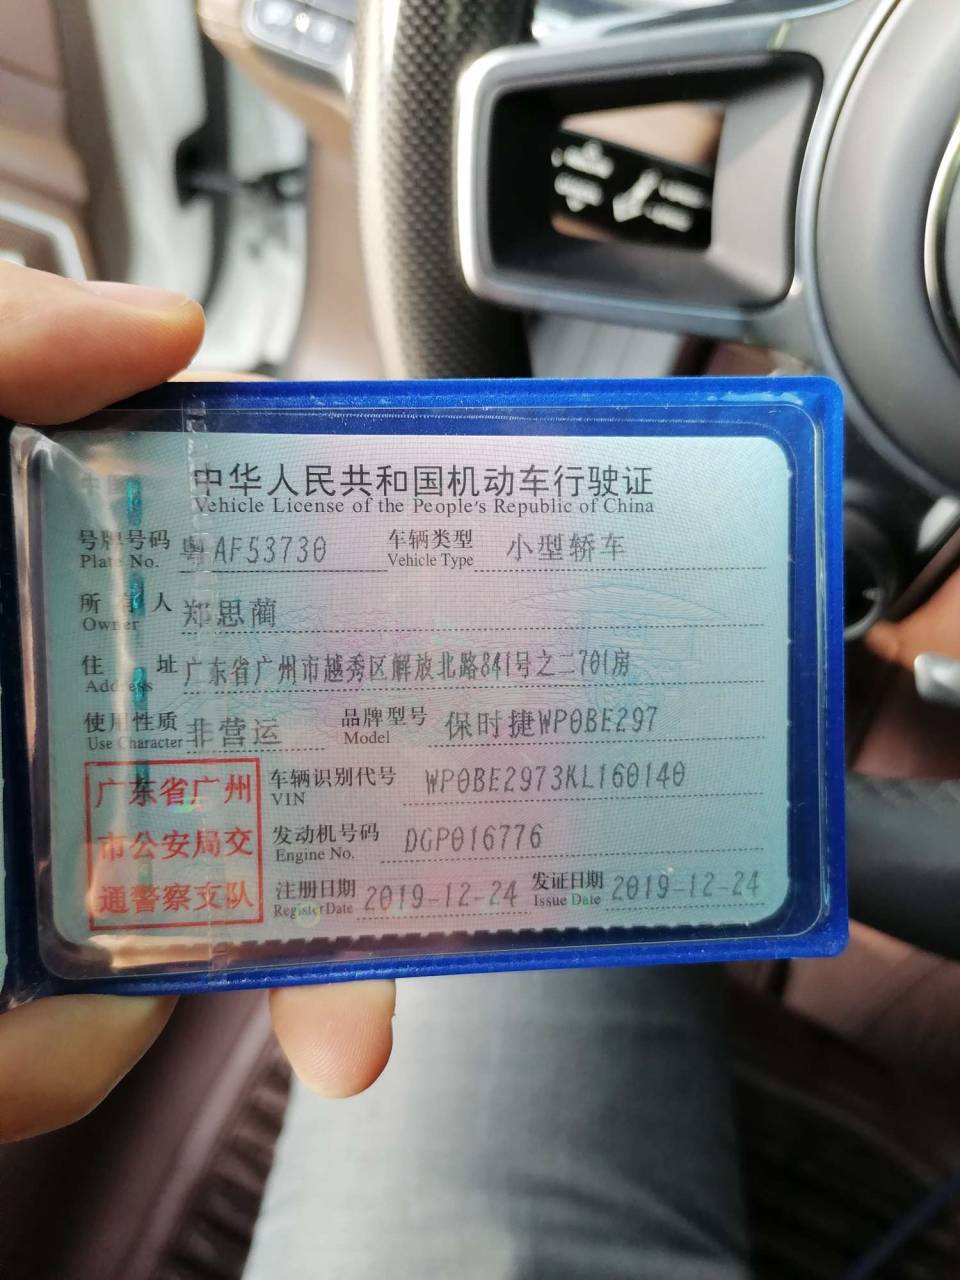 中华人民共和国机动车行驶证
Vehicle License of the People's Republic of China
号牌号码 粤AF53730 车辆类型 小型轿车
Plate No. Vehicle Type
所有人 郑思蔺
Owner
住址 广东省广州市越秀区解放北路841号之二701房
Address
使用性质 非营运 品牌型号 保时捷WP0BE297
Use Character Model
广东省广州
市公安局交
通警察支队
车辆识别代号 WP0BE2973KL160140
VIN
发动机号码 DGP016776
Engine No.
注册日期 2019-12-24 发证日期 2019-12-24
Register Date Issue Date